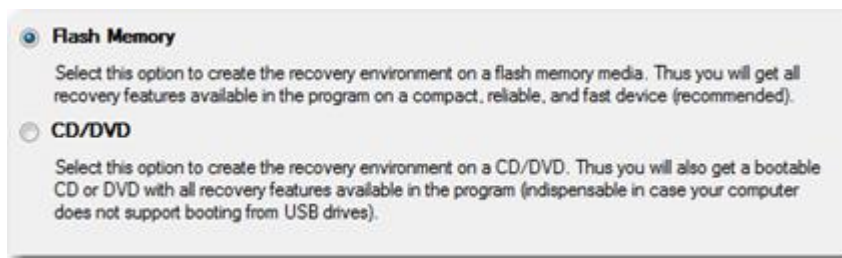 Flash Memory
Select this option to create the recovery environment on a flash memory media. Thus you will get all
recovery features available in the program on a compact, reliable, and fast device (recommended).
CD/DVD
Select this option to create the recovery environment on a CD/DVD. Thus you will also get a bootable
CD or DVD with all recovery features available in the program (indispensable in case your computer
does not support booting from USB drives).